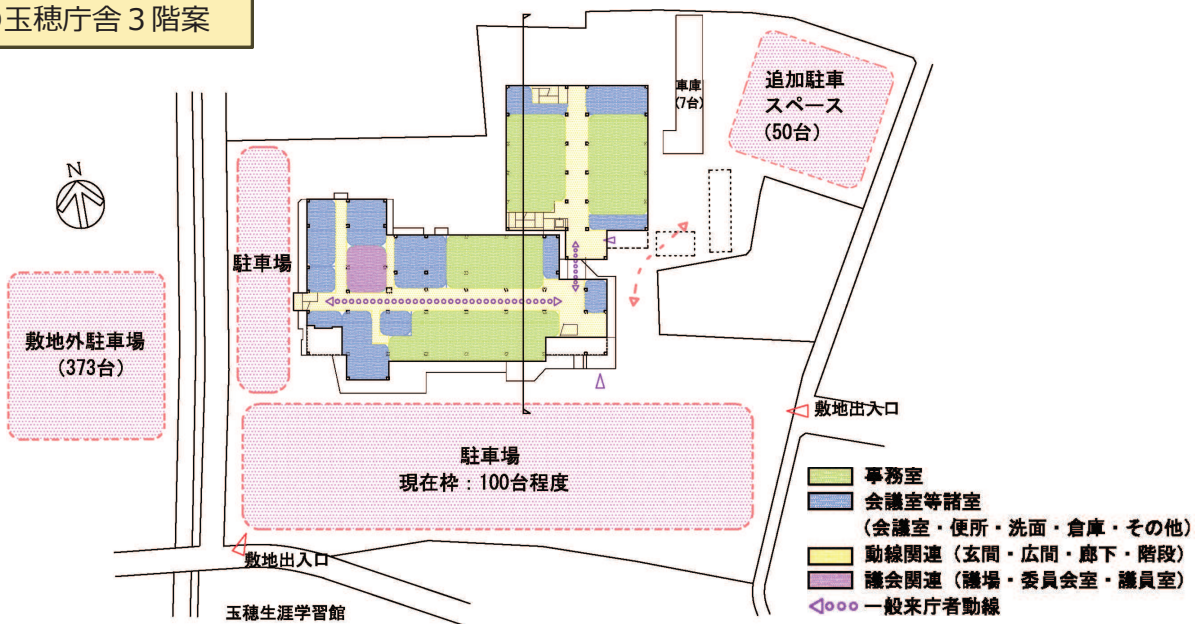 玉穂庁舎3階案
N
車庫
(7台)
追加駐車
スペース
(50台)
駐車場
敷地外駐車場
(373台)
敷地出入口
駐車場
現在枠：100台程度
敷地出入口
玉穂生涯学習館
事務室
会議室等諸室
(会議室・便所・洗面・倉庫・その他)
動線関連（玄関・広間・廊下・階段）
議会関連（議場・委員会室・議員室）
一般来庁者動線